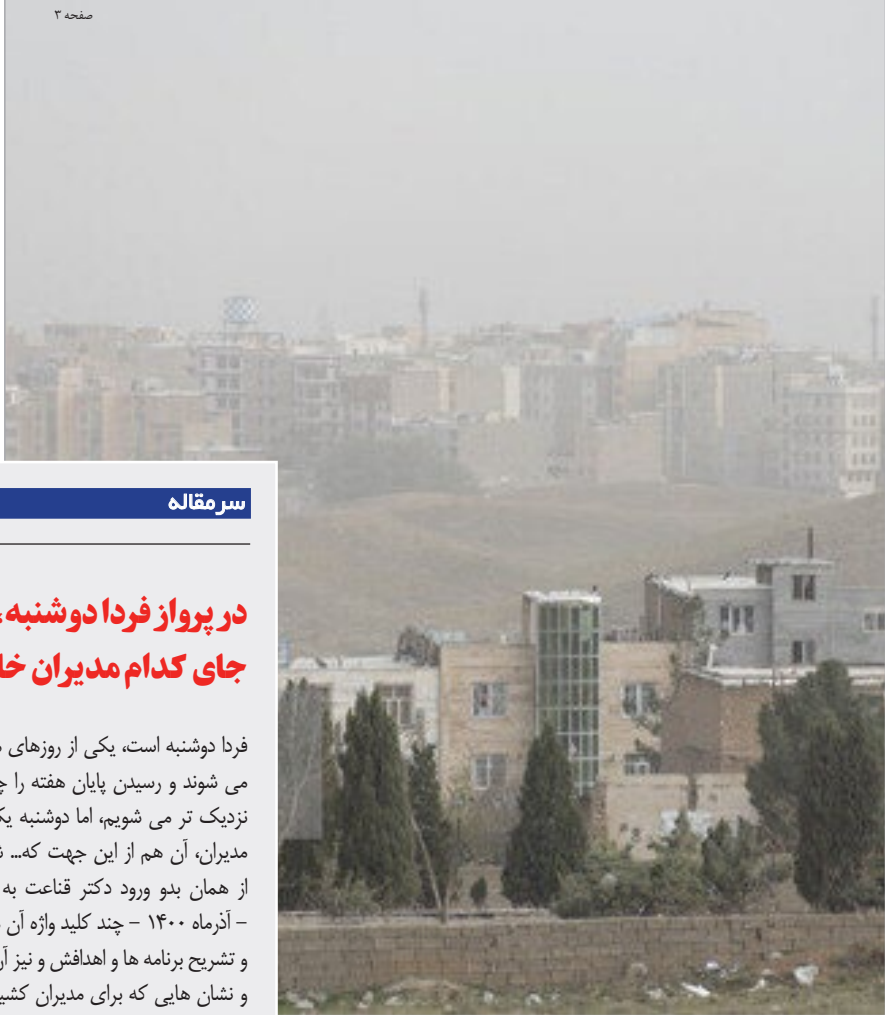 صفحه ۳
سرمقاله
در پرواز فردا دوشنبه،
جای کدام مدیران
فردا دوشنبه است، یکی از روزهای
می شوند و رسیدن پایان هفته را
نزدیک تر می شویم، اما دوشنبه
مدیران، آن هم از این جهت که...
از همان بدو ورود دکتر قناعت به
- آذرماه ۱۴۰۰ - چند کلید واژه آن
و تشریح برنامه ها و اهدافش و نیز
و نشان هایی که برای مدیران